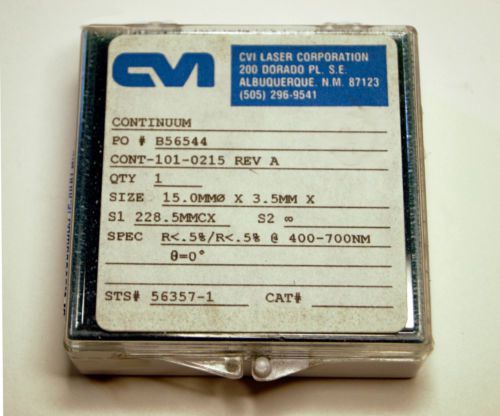 CVI
CVI LASER CORPORATION
200 DORADO PL. S.E.
ALBUQUERQUE, N.M. 87123
(505) 296-9541
CONTINUUM
PO # B56544
CONT-101-0215 REV A
QTY 1
SIZE 15.0MMØ X 3.5MM X
S1 228.5MMCX S2 ∞
SPEC R<.5%/R<.5% @ 400-700NM
θ=0°
STS# 56357-1 CAT#